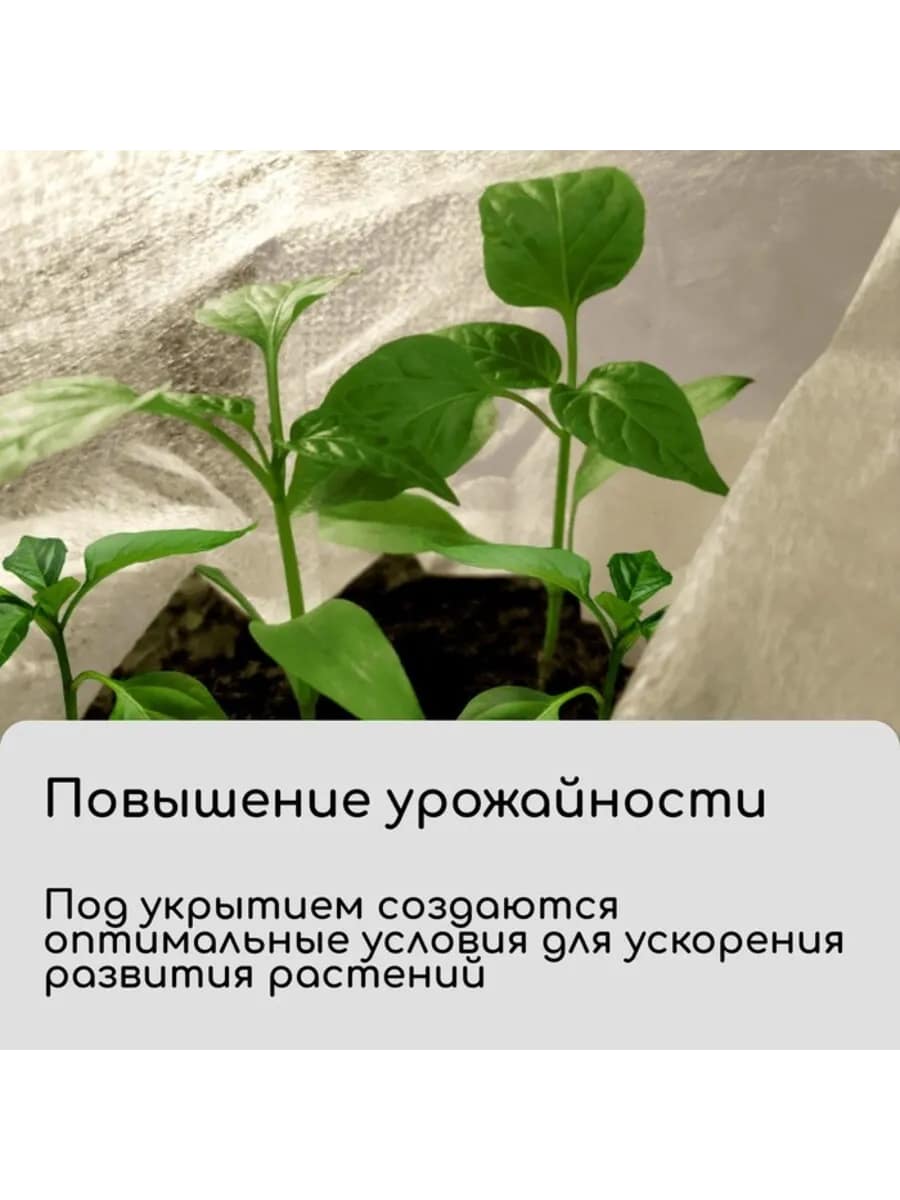 Повышение урожайности
Под укрытием создаются
оптимальные условия для ускорения
развития растений